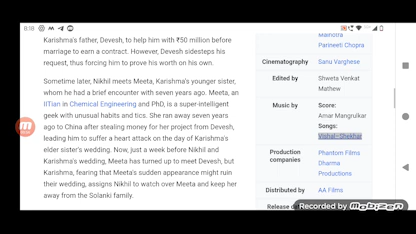 8:18
Karishma's father, Devesh, to help him with ₹50 million before
marriage to earn a contract. However, Devesh sidesteps his
request, thus forcing him to prove his worth on his own.
Sometime later, Nikhil meets Meeta, Karishma's younger sister,
whom he had a brief encounter with seven years ago. Meeta, an
IITian in Chemical Engineering and PhD, is a super-intelligent
geek with unusual habits and tics. She ran away seven years
ago to China after stealing money for her project from Devesh,
leading him to suffer a heart attack on the day of Karishma's
elder sister's wedding. Now, just a week before Nikhil and
Karishma's wedding, Meeta has turned up to meet Devesh, but
Karishma, fearing that Meeta's sudden appearance might ruin
their wedding, assigns Nikhil to watch over Meeta and keep her
away from the Solanki family.
Malhotra
Parineeti Chopra
Cinematography Sanu Varghese
Edited by Shweta Venkat
Mathew
Music by Score:
Amar Mangrulkar
Songs:
Vishal–Shekhar
Production
companies
Phantom Films
Dharma
Productions
Distributed by AA Films
Release
Recorded by Mobizen